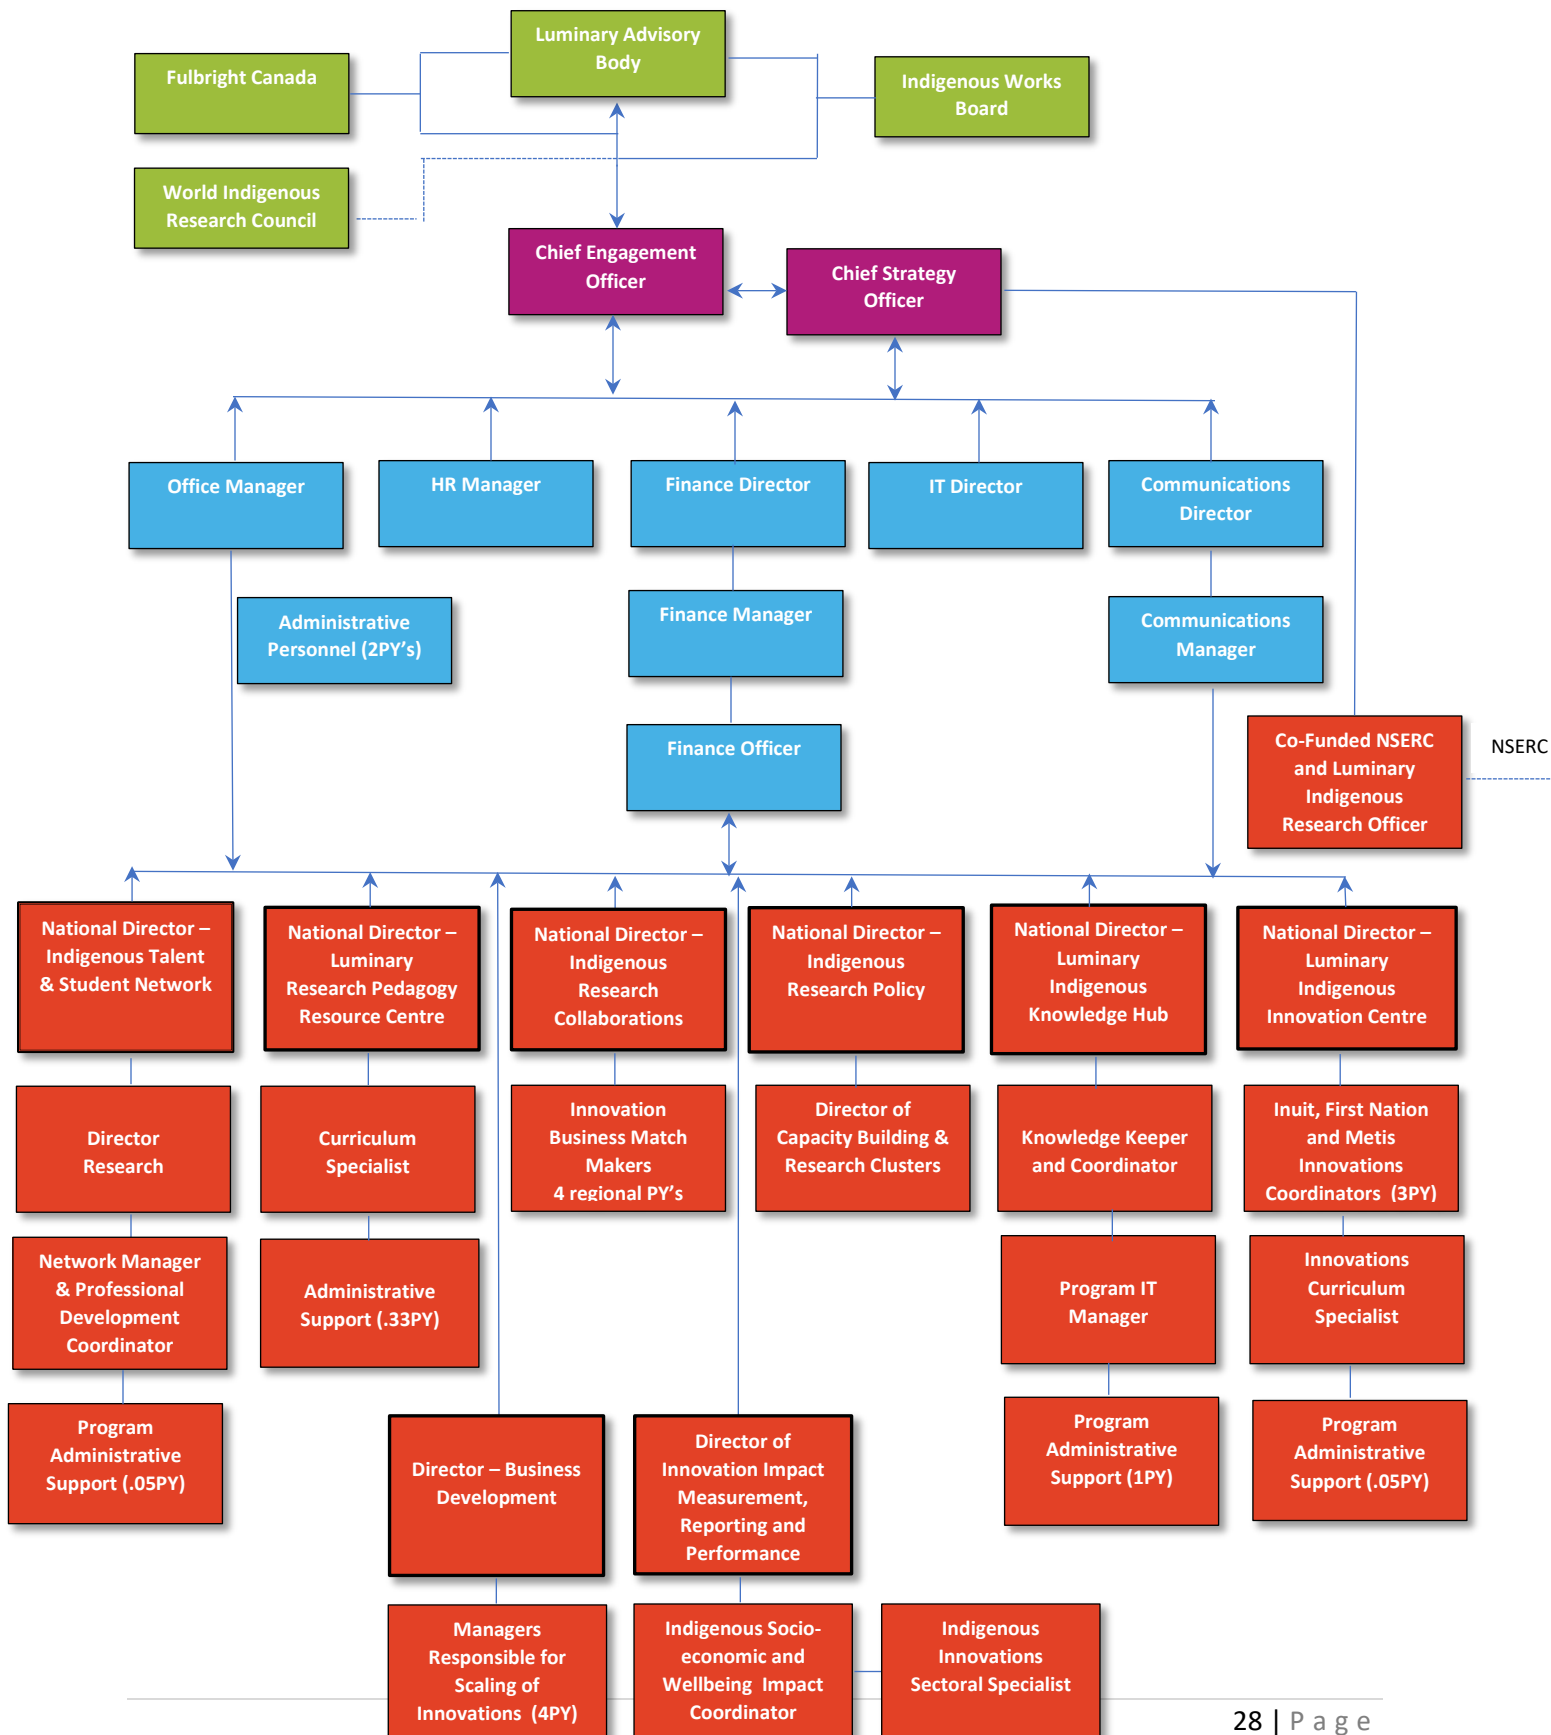 Luminary Advisory
Body
Fulbright Canada
Indigenous Works
Board
World Indigenous
Research Council
Chief Engagement
Officer
Chief Strategy
Officer
Office Manager
HR Manager
Finance Director
IT Director
Communications
Director
Administrative
Personnel (2PY’s)
Finance Manager
Communications
Manager
Finance Officer
Co-Funded NSERC
and Luminary
Indigenous
Research Officer
NSERC
National Director –
Indigenous Talent
& Student Network
National Director –
Luminary
Research Pedagogy
Resource Centre
National Director –
Indigenous
Research
Collaborations
National Director –
Indigenous
Research Policy
National Director –
Luminary
Indigenous
Knowledge Hub
National Director –
Luminary
Indigenous
Innovation Centre
Director
Research
Curriculum
Specialist
Innovation
Business Match
Makers
4 regional PY’s
Director of
Capacity Building &
Research Clusters
Knowledge Keeper
and Coordinator
Inuit, First Nation
and Metis
Innovations
Coordinators (3PY)
Network Manager
& Professional
Development
Coordinator
Administrative
Support (.33PY)
Program IT
Manager
Innovations
Curriculum
Specialist
Program
Administrative
Support (.05PY)
Director – Business
Development
Director of
Innovation Impact
Measurement,
Reporting and
Performance
Program
Administrative
Support (1PY)
Program
Administrative
Support (.05PY)
Managers
Responsible for
Scaling of
Innovations (4PY)
Indigenous Socio-
economic and
Wellbeing Impact
Coordinator
Indigenous
Innovations
Sectoral Specialist
28 | Page